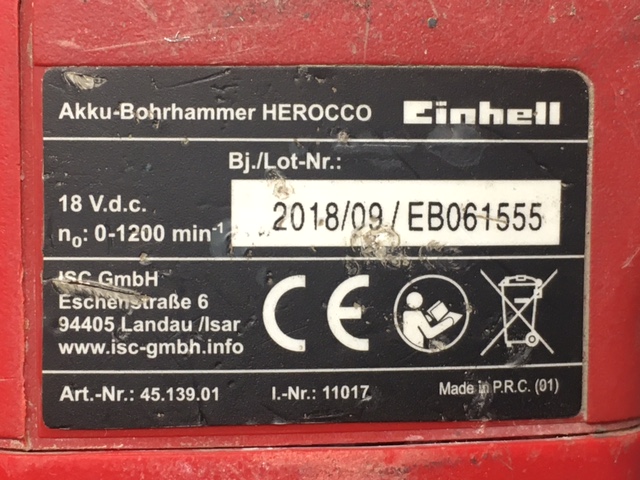 Akku-Bohrhammer HEROCCO Einhell
Bj./Lot-Nr.:
18 V.d.c. 2018/09/EB061555
n₀: 0-1200 min⁻¹
ISC GmbH
Eschenstraße 6
94405 Landau /Isar
www.isc-gmbh.info
CE
Art.-Nr.: 45.139.01 I.-Nr.: 11017 Made in P.R.C. (01)